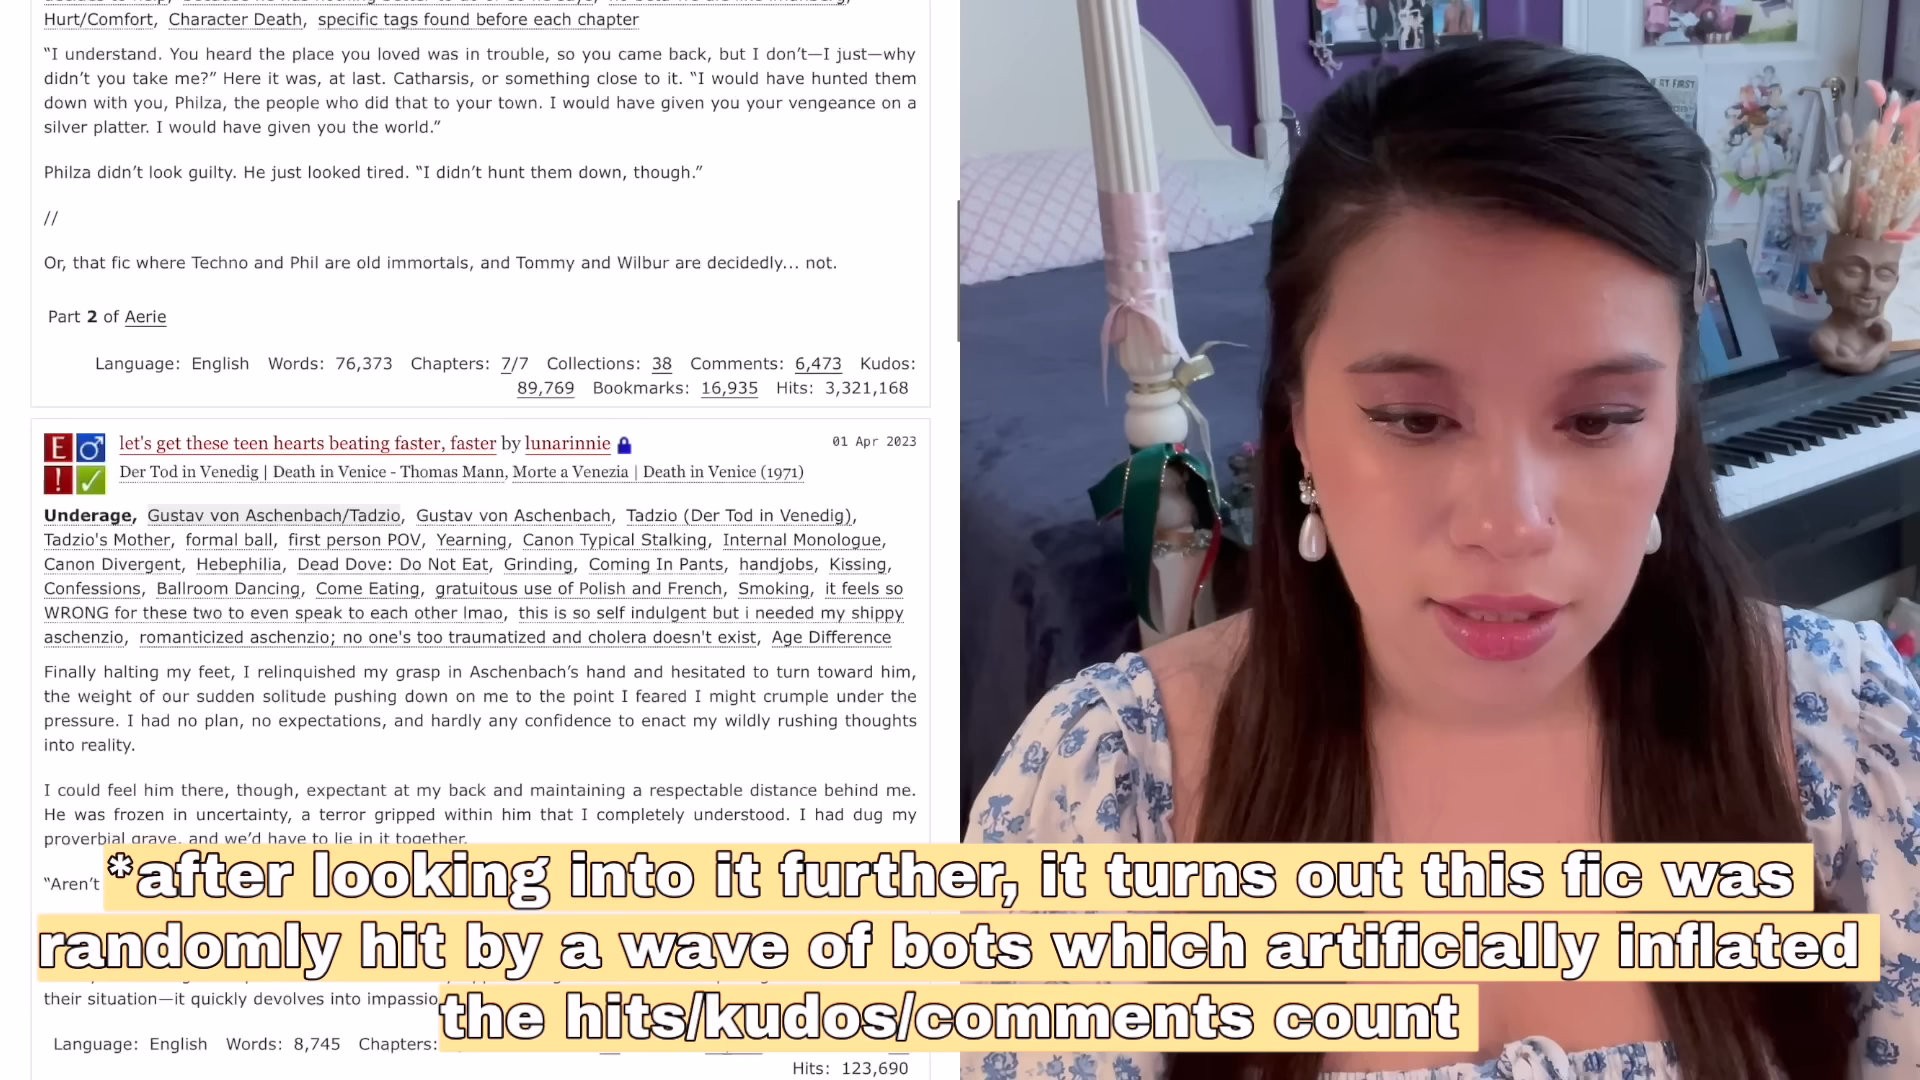 Hurt/Comfort, Character Death, specific tags found before each chapter
“I understand. You heard the place you loved was in trouble, so you came back, but I don’t—I just—why
didn’t you take me?” Here it was, at last. Catharsis, or something close to it. “I would have hunted them
down with you, Philza, the people who did that to your town. I would have given you your vengeance on a
silver platter. I would have given you the world.”
Philza didn’t look guilty. He just looked tired. “I didn’t hunt them down, though.”
//
Or, that fic where Techno and Phil are old immortals, and Tommy and Wilbur are decidedly... not.
Part 2 of Aerie
Language: English Words: 76,373 Chapters: 7/7 Collections: 38 Comments: 6,473 Kudos:
89,769 Bookmarks: 16,935 Hits: 3,321,168
let's get these teen hearts beating faster, faster by lunarinnie
01 Apr 2023
Der Tod in Venedig | Death in Venice - Thomas Mann, Morte a Venezia | Death in Venice (1971)
Underage, Gustav von Aschenbach/Tadzio, Gustav von Aschenbach, Tadzio (Der Tod in Venedig),
Tadzio's Mother, formal ball, first person POV, Yearning, Canon Typical Stalking, Internal Monologue,
Canon Divergent, Hebephilia, Dead Dove: Do Not Eat, Grinding, Coming In Pants, handjobs, Kissing,
Confessions, Ballroom Dancing, Come Eating, gratuitous use of Polish and French, Smoking, it feels so
WRONG for these two to even speak to each other lmao, this is so self indulgent but i needed my shippy
aschenzio, romanticized aschenzio; no one's too traumatized and cholera doesn't exist, Age Difference
Finally halting my feet, I relinquished my grasp in Aschenbach’s hand and hesitated to turn toward him,
the weight of our sudden solitude pushing down on me to the point I feared I might crumple under the
pressure. I had no plan, no expectations, and hardly any confidence to enact my wildly rushing thoughts
into reality.
I could feel him there, though, expectant at my back and maintaining a respectable distance behind me.
He was frozen in uncertainty, a terror gripped within him that I completely understood. I had dug my
proverbial grave, and we’d have to lie in it together.
“Aren’t
*after looking into it further, it turns out this fic was
randomly hit by a wave of bots which artificially inflated
the hits/kudos/comments count
their situation—it quickly devolves into
Language: English Words: 8,745 Chapters:
Hits: 123,690
E
!
AT FIRST